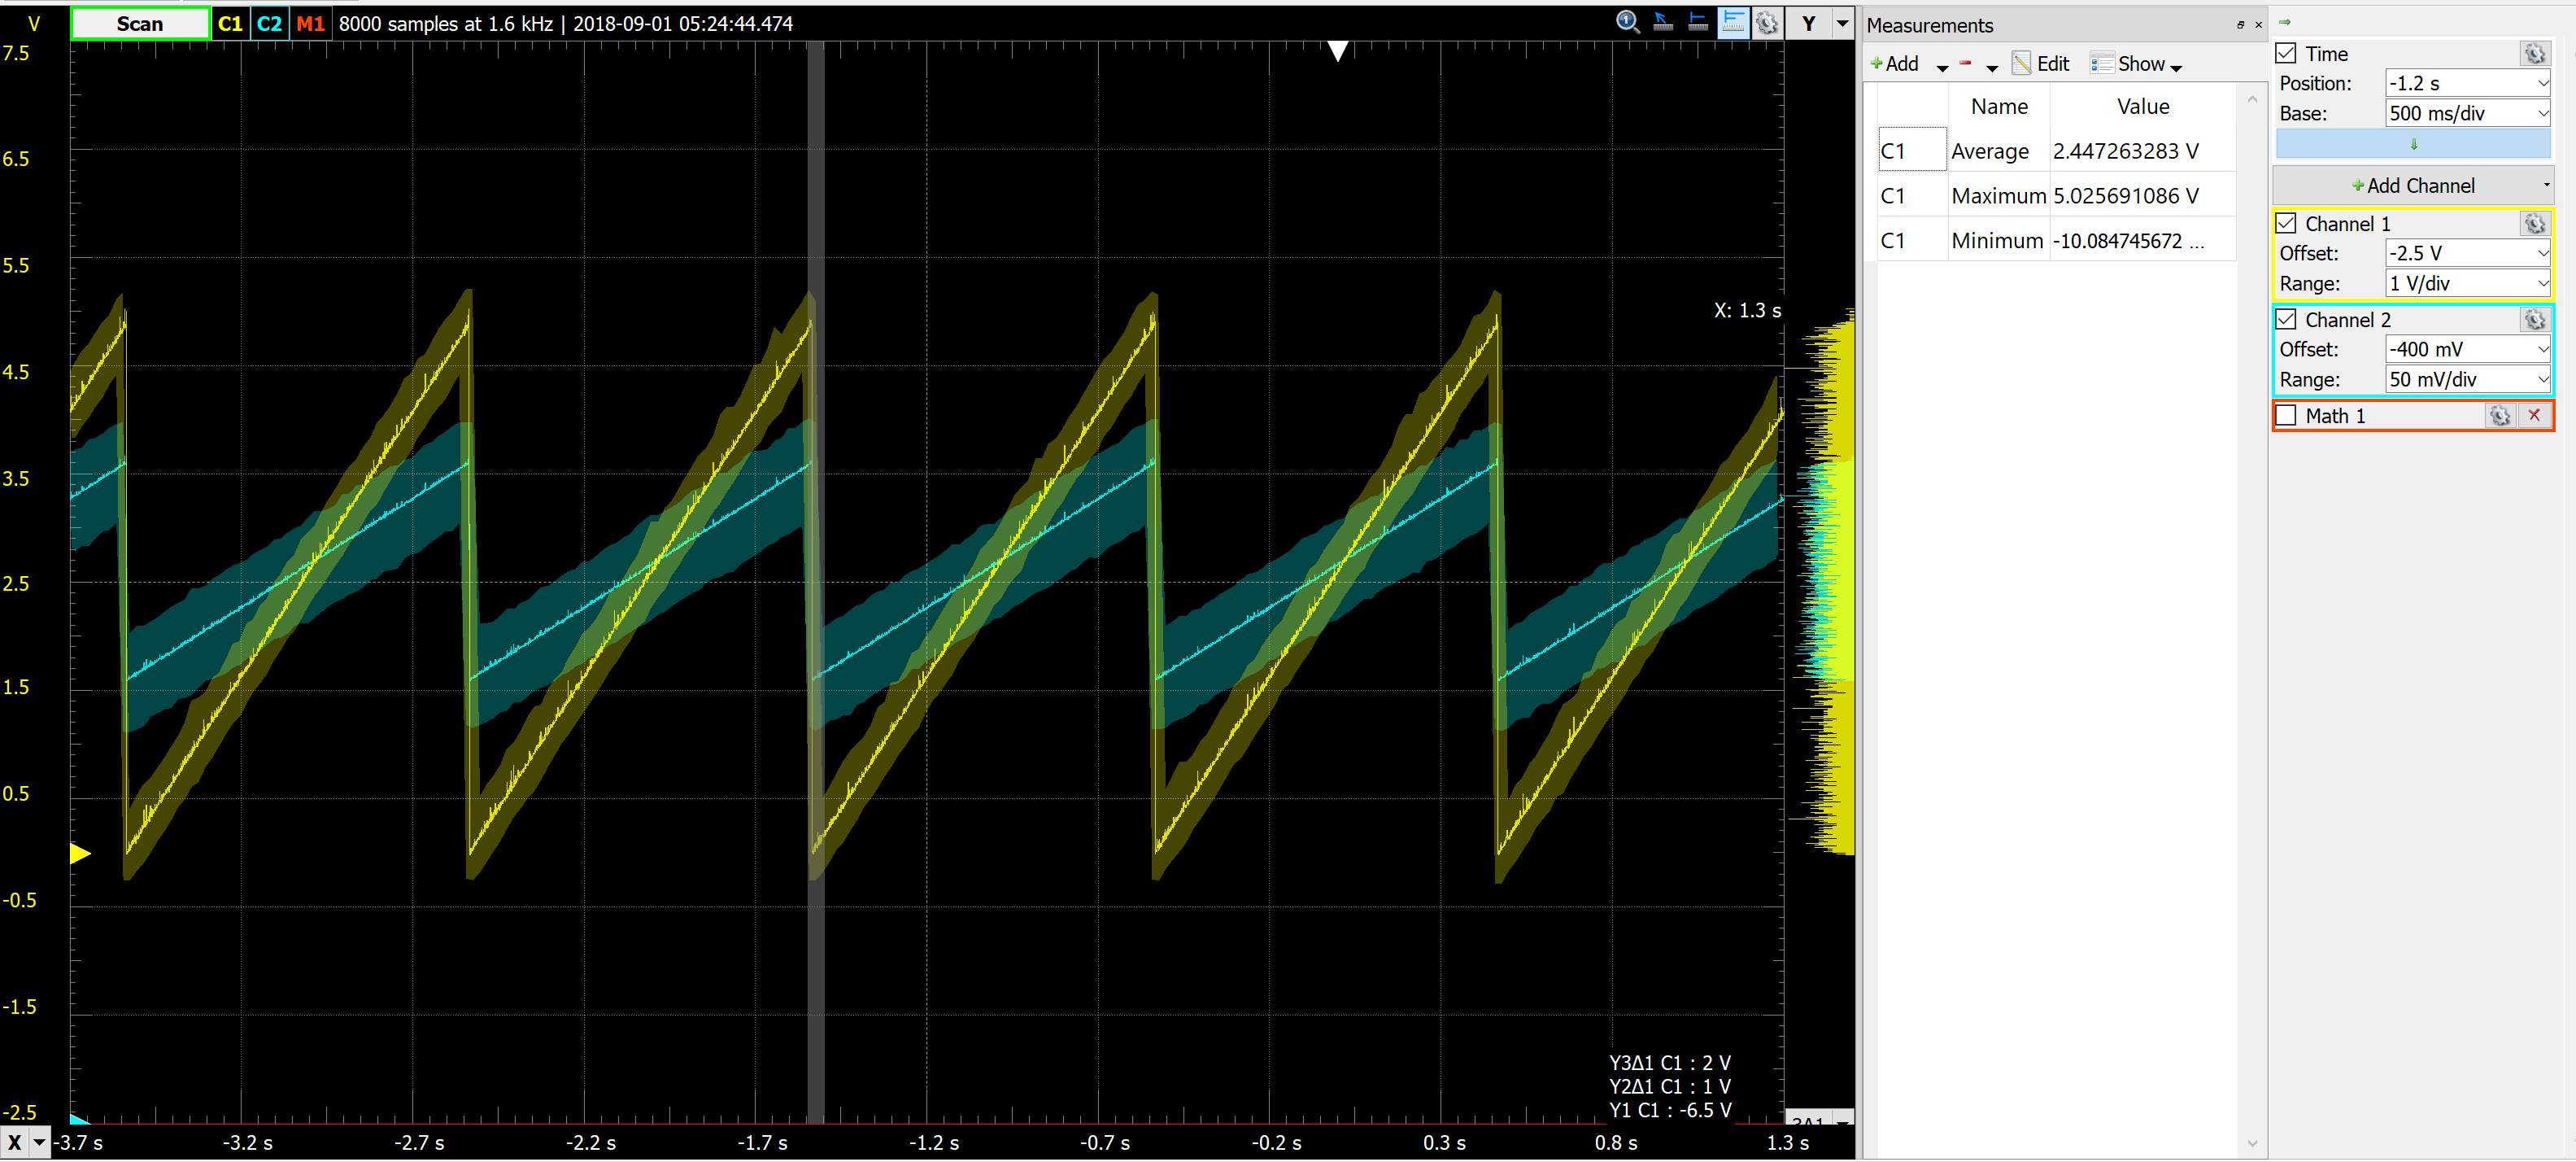 V Scan C1 C2 M1 8000 samples at 1.6 kHz | 2018-09-01 05:24:44.474 Y
7.5
6.5
5.5
4.5
3.5
2.5
1.5
0.5
-0.5
-1.5
-2.5
X: 1.3 s
Y3Δ1 C1 : 2 V
Y2Δ1 C1 : 1 V
Y1 C1 : -6.5 V
X -3.7 s -3.2 s -2.7 s -2.2 s -1.7 s -1.2 s -0.7 s -0.2 s 0.3 s 0.8 s 1.3 s
Measurements
Add Edit Show
Name Value
C1 Average 2.447263283 V
C1 Maximum 5.025691086 V
C1 Minimum -10.084745672 ...
Time
Position: -1.2 s
Base: 500 ms/div
Add Channel
Channel 1
Offset: -2.5 V
Range: 1 V/div
Channel 2
Offset: -400 mV
Range: 50 mV/div
Math 1